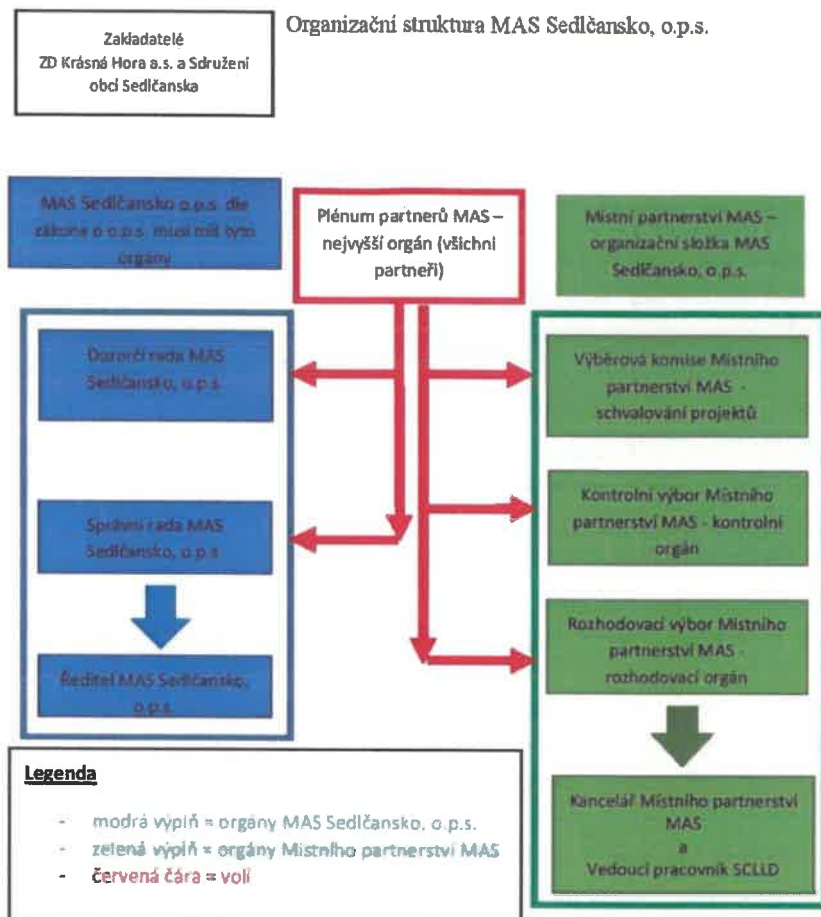 Organizační struktura MAS Sedlčansko, o.p.s.
Zakladatelé
ZD Krásná Hora a.s. a Sdružení
obcí Sedlčanska
MAS Sedlčansko o.p.s. dle
zákona o o.p.s. musí mít tyto
orgány
Plénum partnerů MAS –
nejvyšší orgán (všichni
partneři)
Místní partnerství MAS –
organizační složka MAS
Sedlčansko, o.p.s.
Dozorčí rada MAS
Sedlčansko, o.p.s.
Správní rada MAS
Sedlčansko, o.p.s
Ředitel MAS Sedlčansko,
o.p.s.
Výběrová komise Místního
partnerství MAS -
schvalování projektů
Kontrolní výbor Místního
partnerství MAS - kontrolní
orgán
Rozhodovací výbor Místního
partnerství MAS -
rozhodovací orgán
Kancelář Místního partnerství
MAS
a
Vedoucí pracovník SCLLD
Legenda
- modrá výplň = orgány MAS Sedlčansko, o.p.s.
- zelená výplň = orgány Místního partnerství MAS
- červená čára = volí